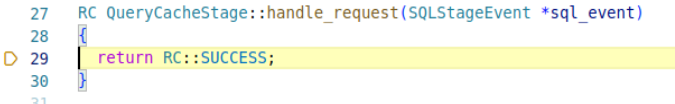 27 RC QueryCacheStage::handle_request(SQLStageEvent *sql_event)
28 {
29   return RC::SUCCESS;
30 }
31